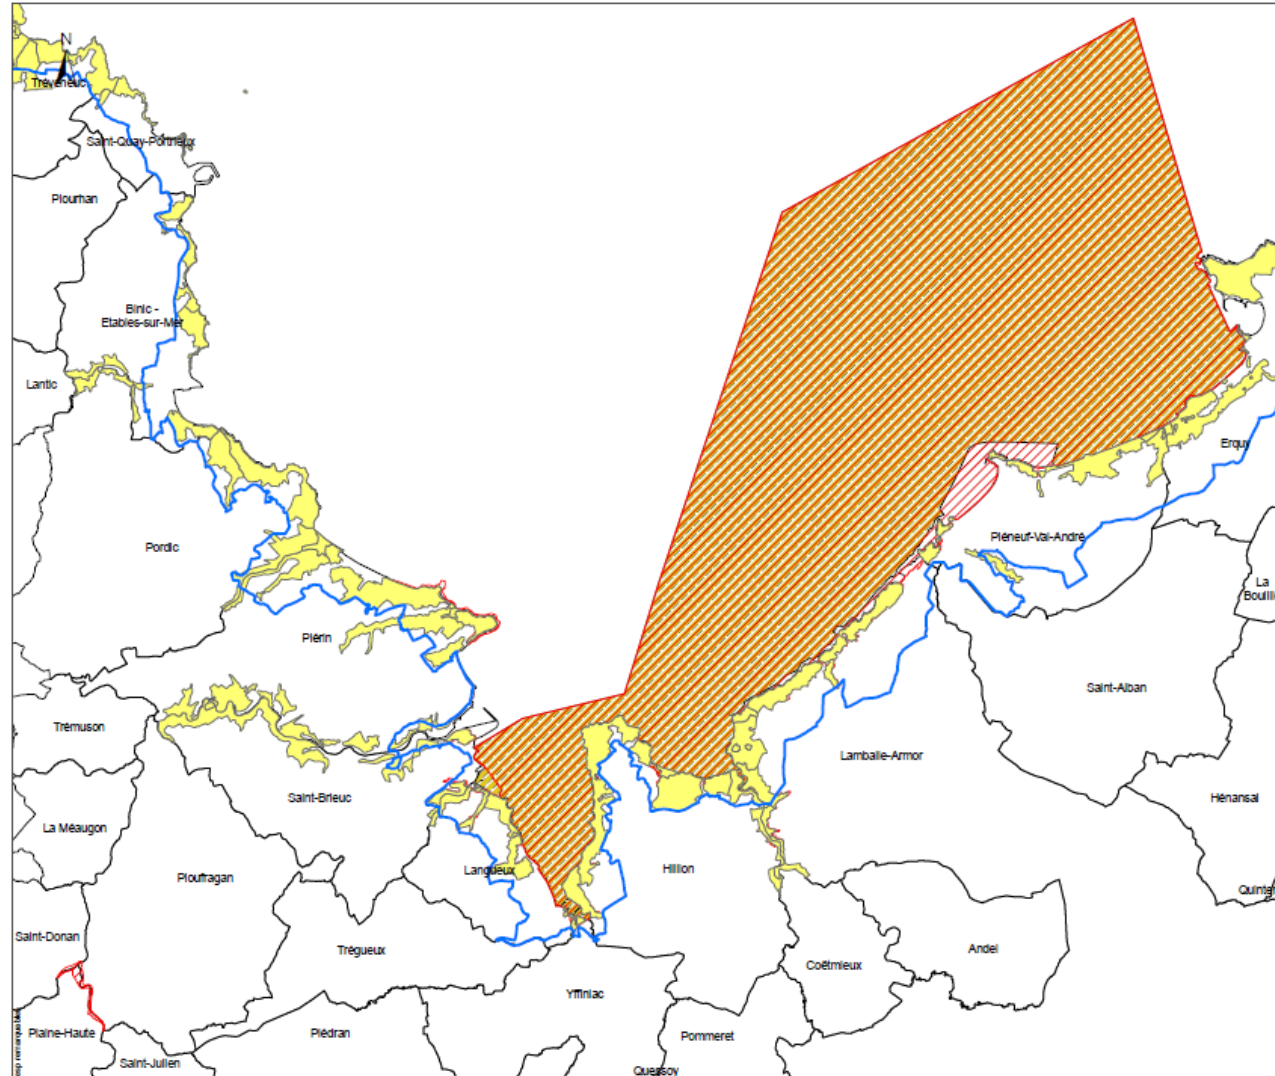 N
Tréveneuc
Saint-Quay-Portrieux
Plourhan
Binic -
Etables-sur-Mer
Lantic
Erquy
Pordic
Pléneuf-Val-André
La
Bouillie
Plérin
Saint-Alban
Trémuson
Lamballe-Armor
Saint-Brieuc
Hénansal
La Méaugon
Ploufragan
Langueux
Hillion
Saint-Donan
Trégueux
Andel
Coëtmieux
Yffiniac
Plaine-Haute
Plédran
Pommeret
Saint-Julien
Quessoy